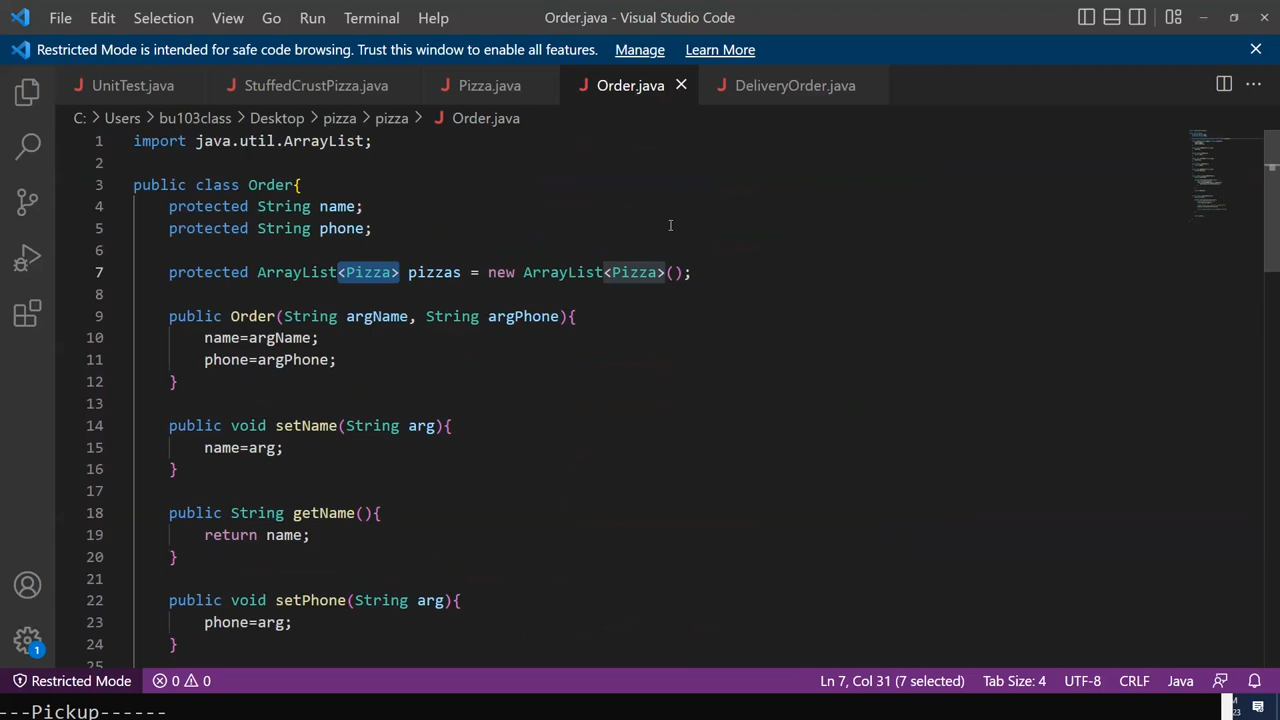 File Edit Selection View Go Run Terminal Help Order.java - Visual Studio Code
Restricted Mode is intended for safe code browsing. Trust this window to enable all features. Manage Learn More
UnitTest.java StuffedCrustPizza.java Pizza.java Order.java DeliveryOrder.java
C: > Users > bu103class > Desktop > pizza > pizza > Order.java
1 import java.util.ArrayList;
2
3 public class Order{
4 protected String name;
5 protected String phone;
6
7 protected ArrayList<Pizza> pizzas = new ArrayList<Pizza>();
8
9 public Order(String argName, String argPhone){
10 name=argName;
11 phone=argPhone;
12 }
13
14 public void setName(String arg){
15 name=arg;
16 }
17
18 public String getName(){
19 return name;
20 }
21
22 public void setPhone(String arg){
23 phone=arg;
24 }
25
1
Restricted Mode 0 0 Ln 7, Col 31 (7 selected) Tab Size: 4 UTF-8 CRLF Java
---Pickup------